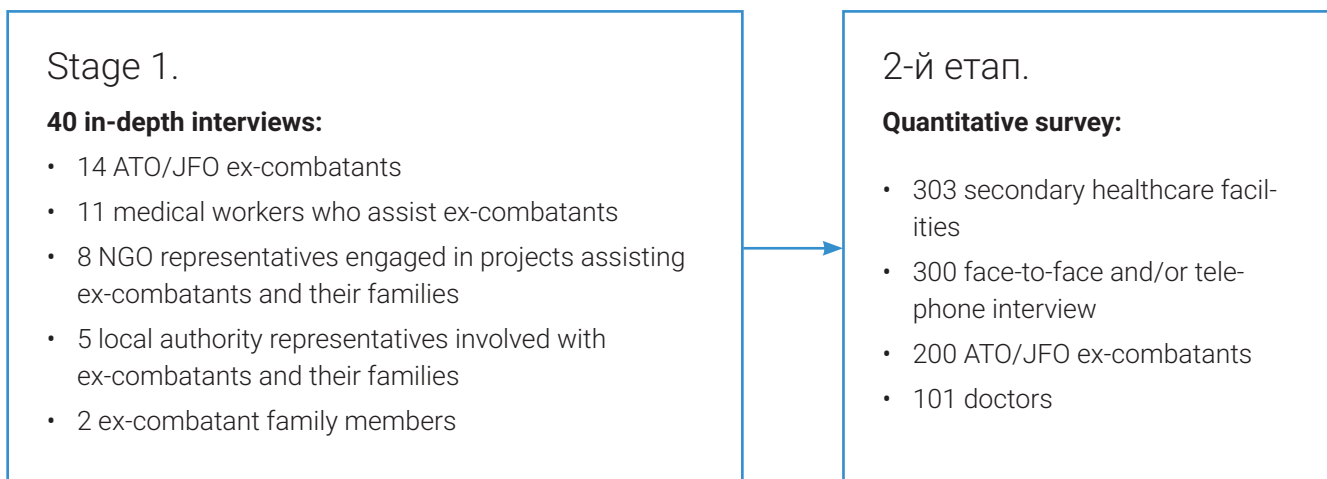 Stage 1.
40 in-depth interviews:
• 14 ATO/JFO ex-combatants
• 11 medical workers who assist ex-combatants
• 8 NGO representatives engaged in projects assisting
ex-combatants and their families
• 5 local authority representatives involved with
ex-combatants and their families
• 2 ex-combatant family members
2-й етап.
Quantitative survey:
• 303 secondary healthcare facil-
ities
• 300 face-to-face and/or tele-
phone interview
• 200 ATO/JFO ex-combatants
• 101 doctors